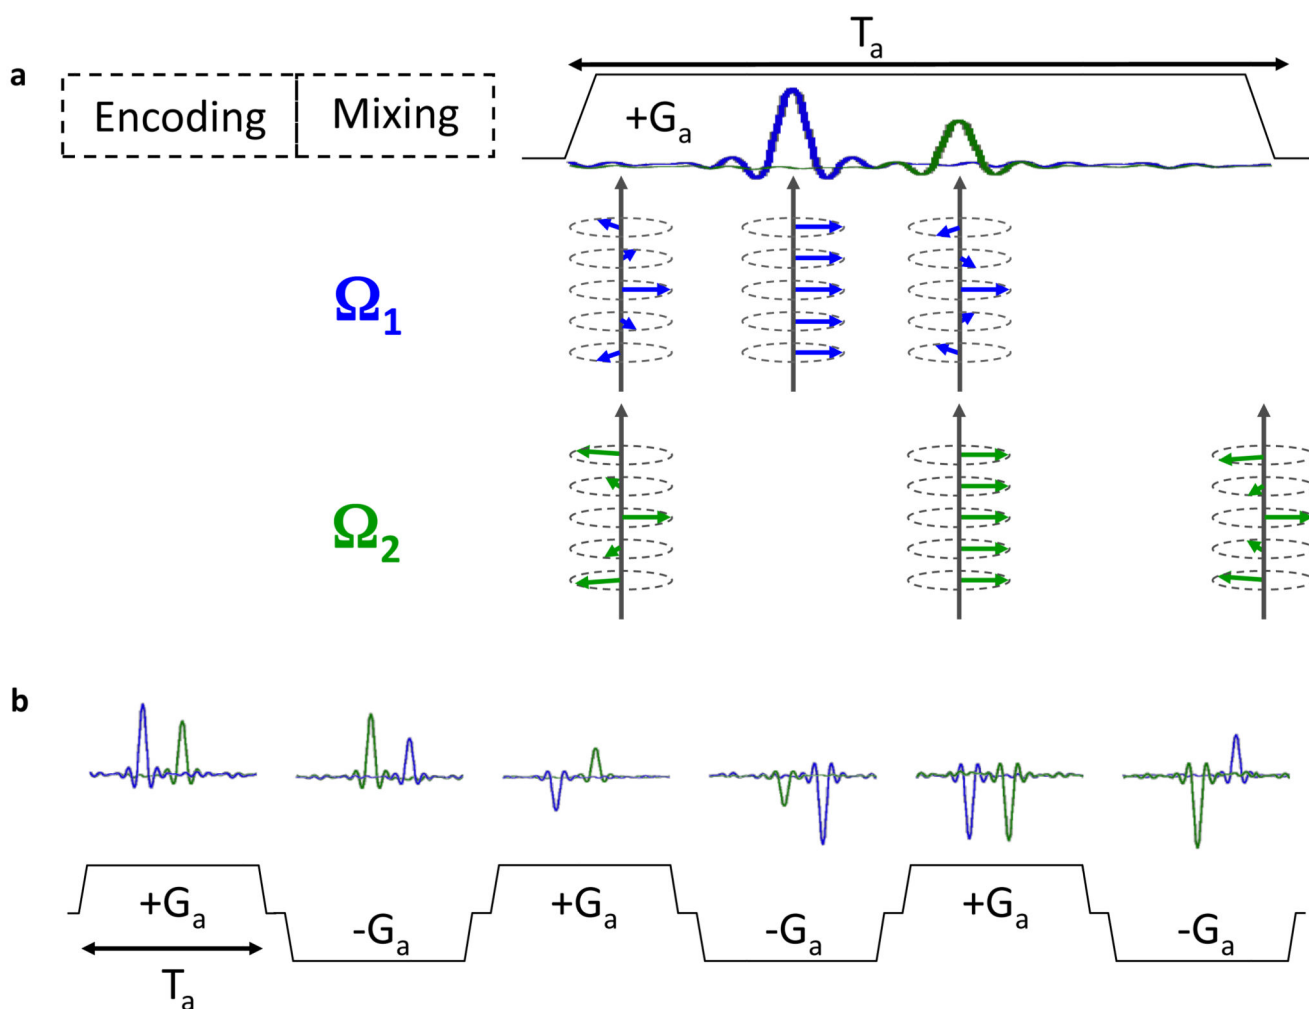 a
Encoding
Mixing
Tₐ
+Gₐ
Ω₁
Ω₂
b
+Gₐ
-Gₐ
+Gₐ
-Gₐ
+Gₐ
-Gₐ
Tₐ